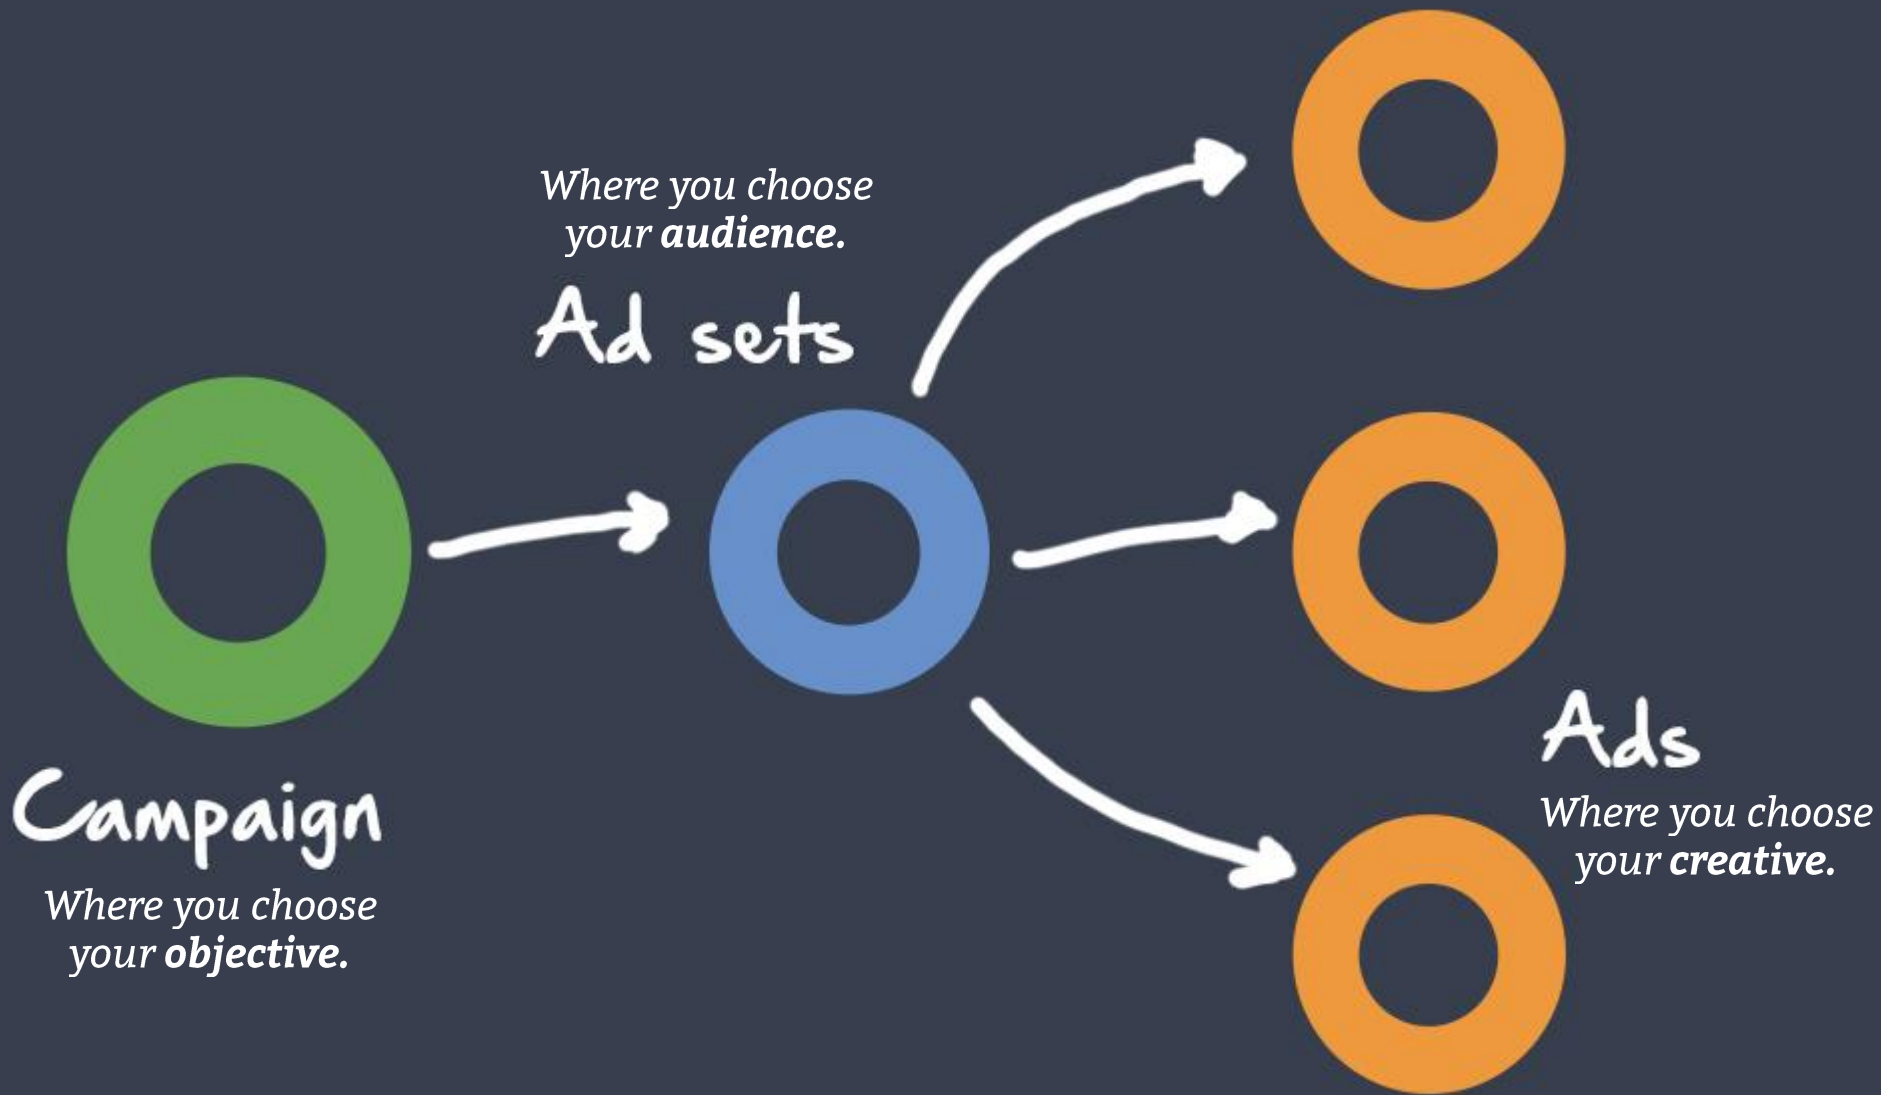 Where you choose
your audience.
Ad sets
Campaign
Where you choose
your objective.
Ads
Where you choose
your creative.